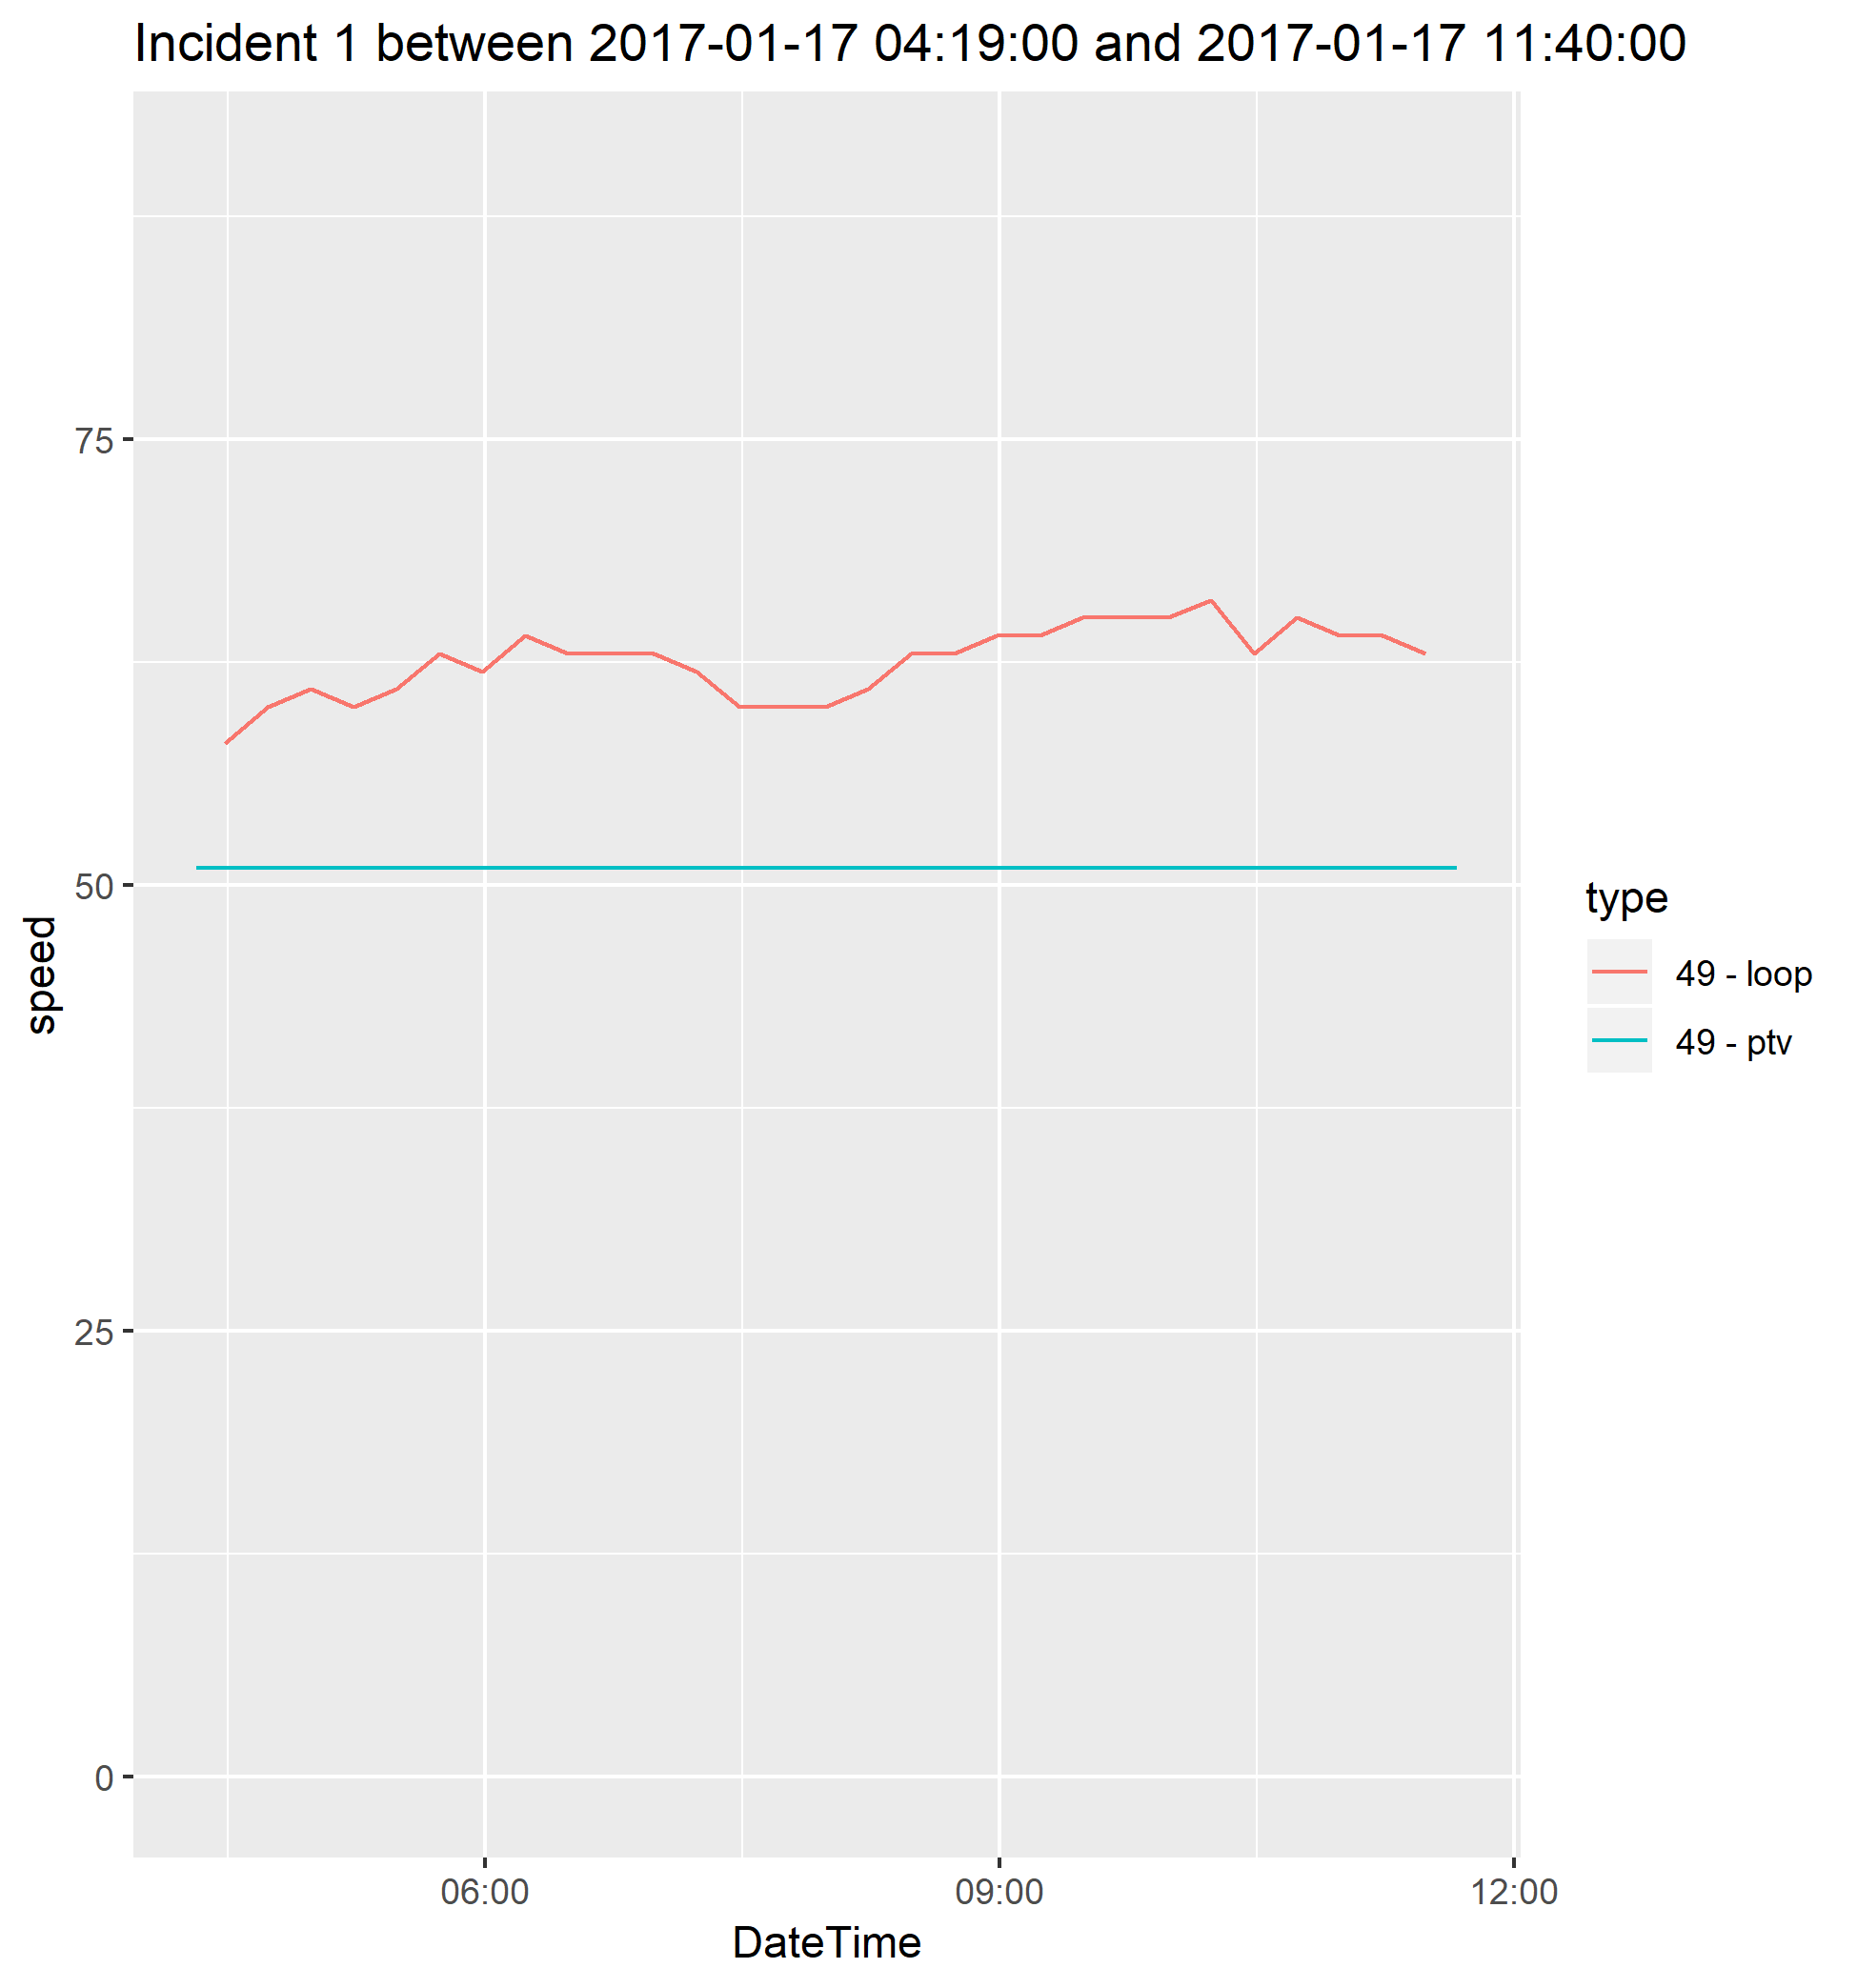 Incident 1 between 2017-01-17 04:19:00 and 2017-01-17 11:40:00
75
50
25
0
speed
06:00 09:00 12:00
DateTime
type
49 - loop
49 - ptv